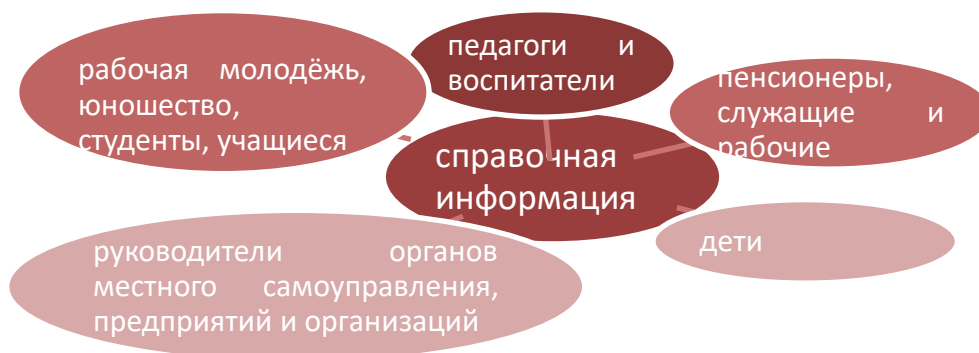 рабочая молодёжь,
юношество,
студенты, учащиеся
педагоги и
воспитатели
пенсионеры,
служащие и
рабочие
справочная
информация
руководители органов
местного самоуправления,
предприятий и организаций
дети